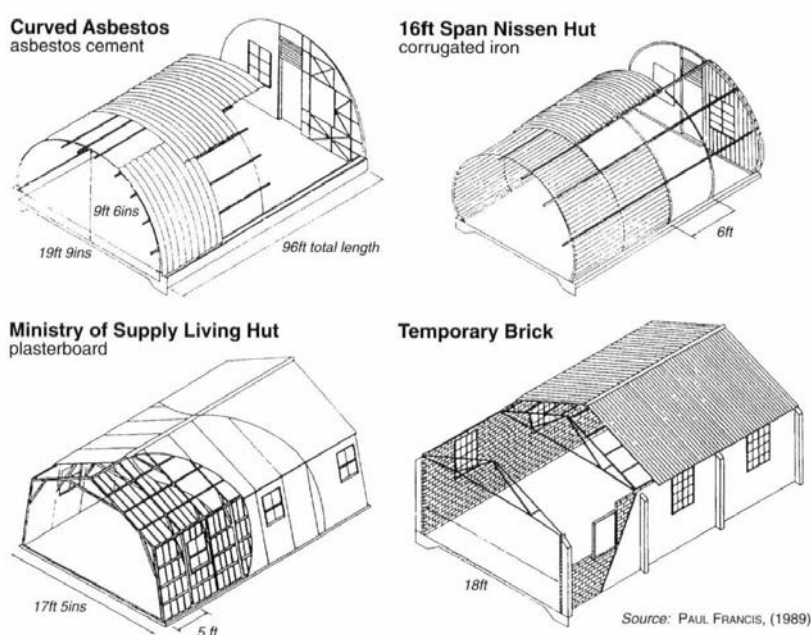 Curved Asbestos
asbestos cement
9ft 6ins
19ft 9ins
96ft total length
16ft Span Nissen Hut
corrugated iron
6ft
Ministry of Supply Living Hut
plasterboard
17ft 5ins
5 ft
Temporary Brick
18ft
Source: PAUL FRANCIS, (1989)